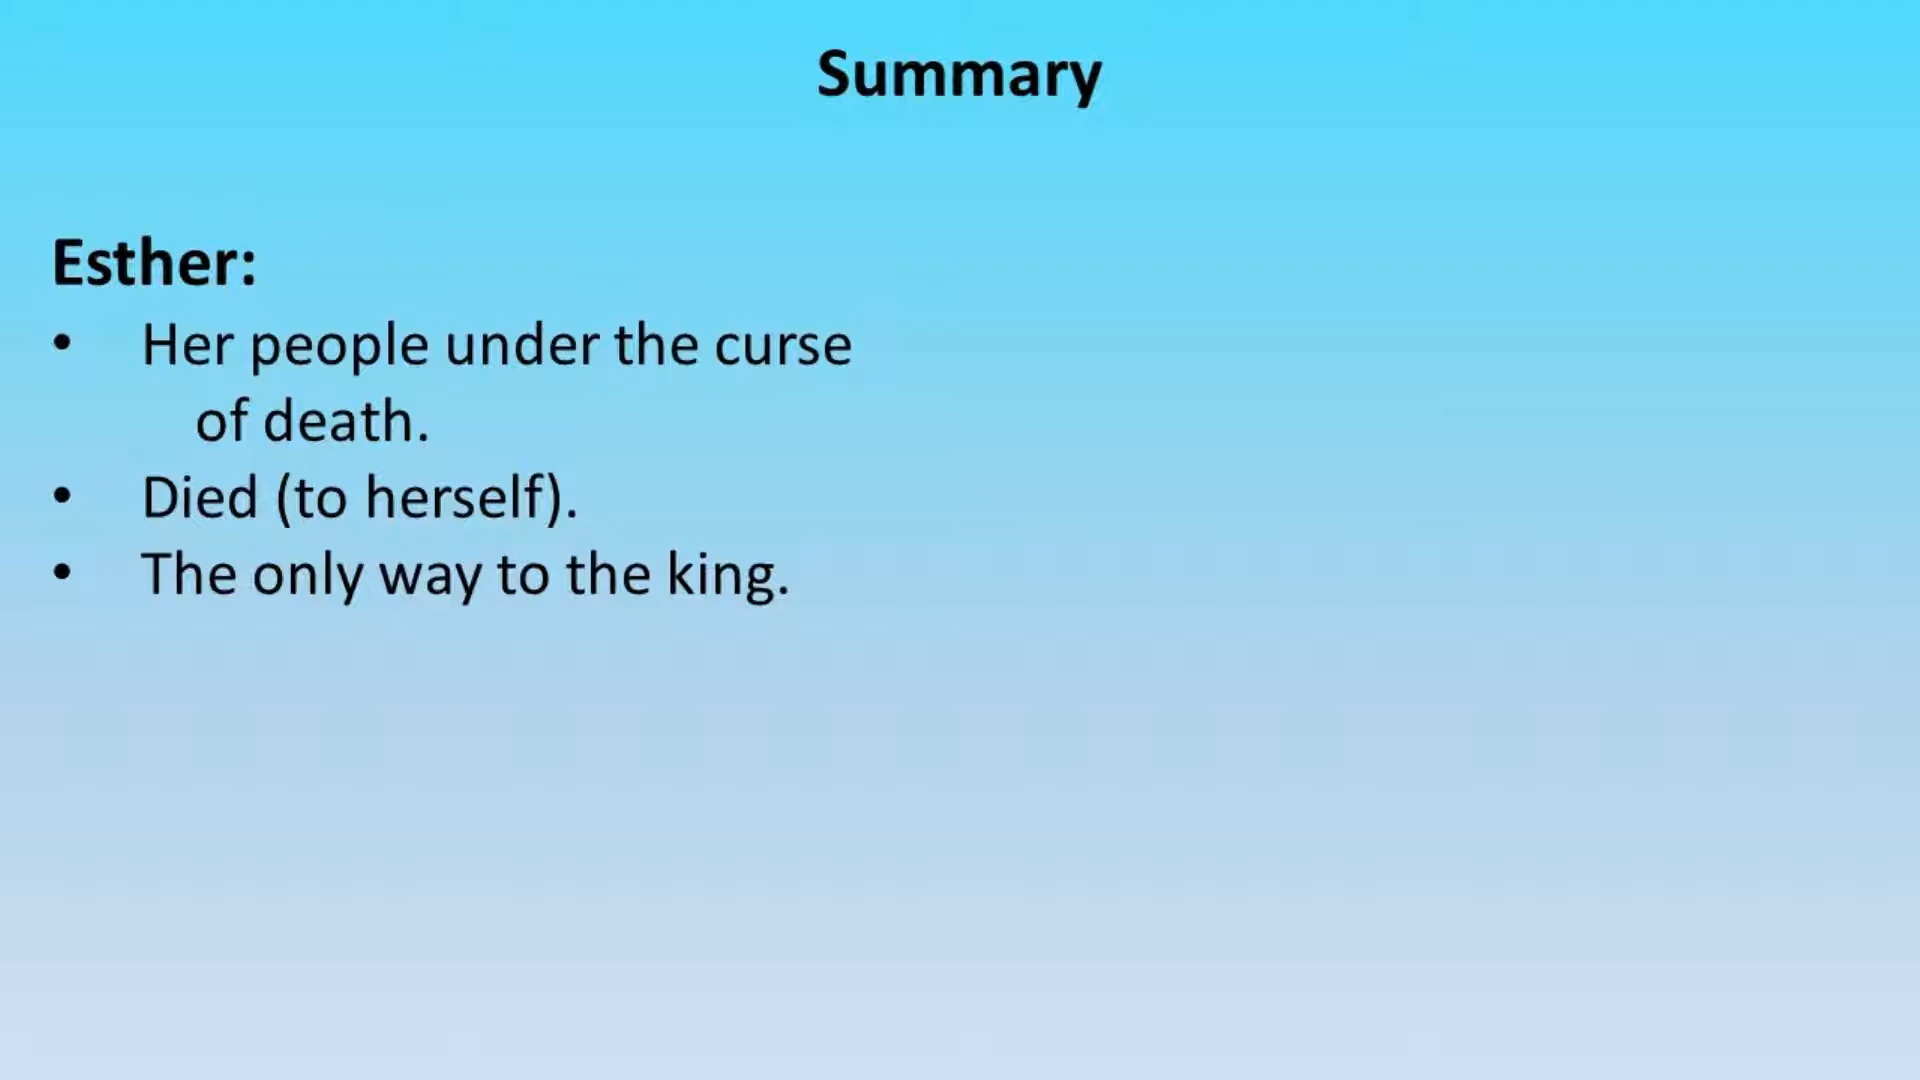 Summary
Esther:
• Her people under the curse
of death.
• Died (to herself).
• The only way to the king.